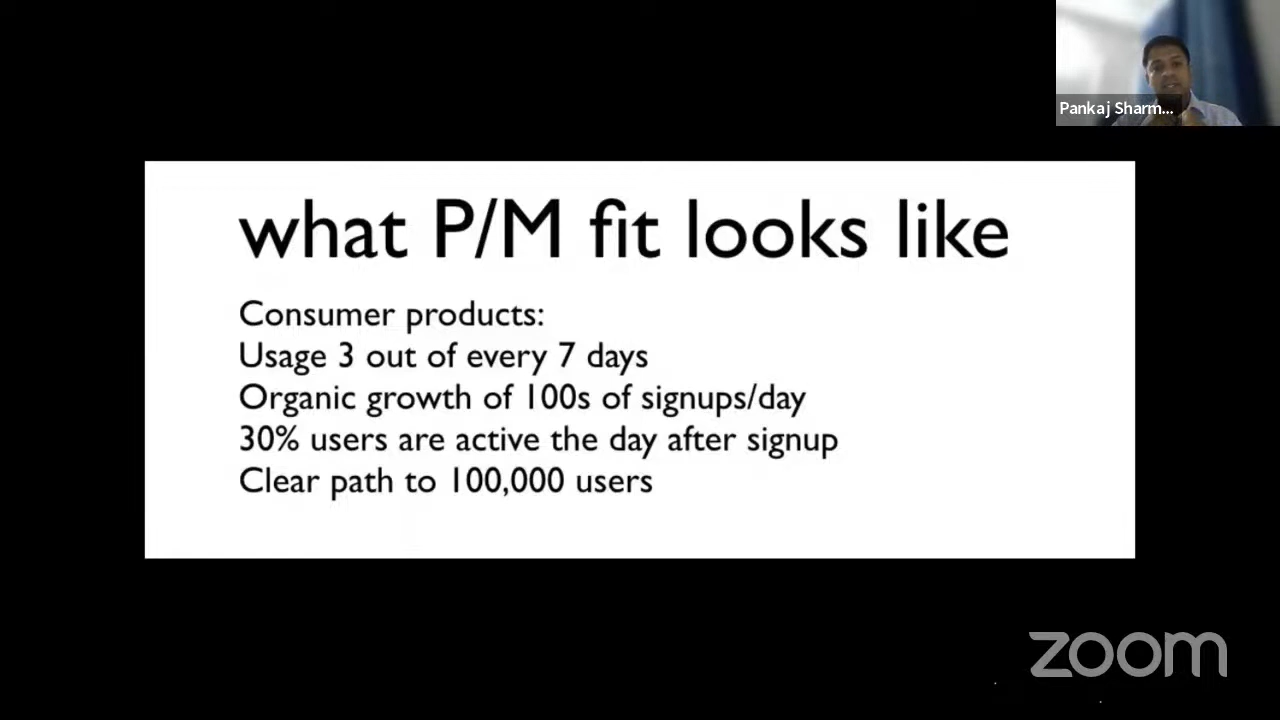 Pankaj Sharm...
what P/M fit looks like
Consumer products:
Usage 3 out of every 7 days
Organic growth of 100s of signups/day
30% users are active the day after signup
Clear path to 100,000 users
zoom